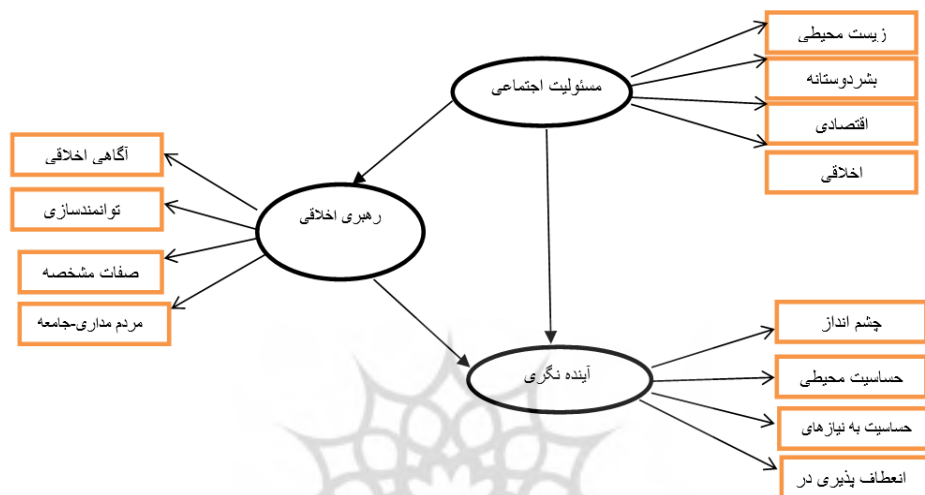 زیست محیطی
بشردوستانه
اقتصادی
اخلاقی
مسئولیت اجتماعی
رهبری اخلاقی
آگاهی اخلاقی
توانمندسازی
صفات مشخصه
مردم مداری-جامعه
آینده نگری
چشم انداز
حساسیت محیطی
حساسیت به نیازهای
انعطاف پذیری در